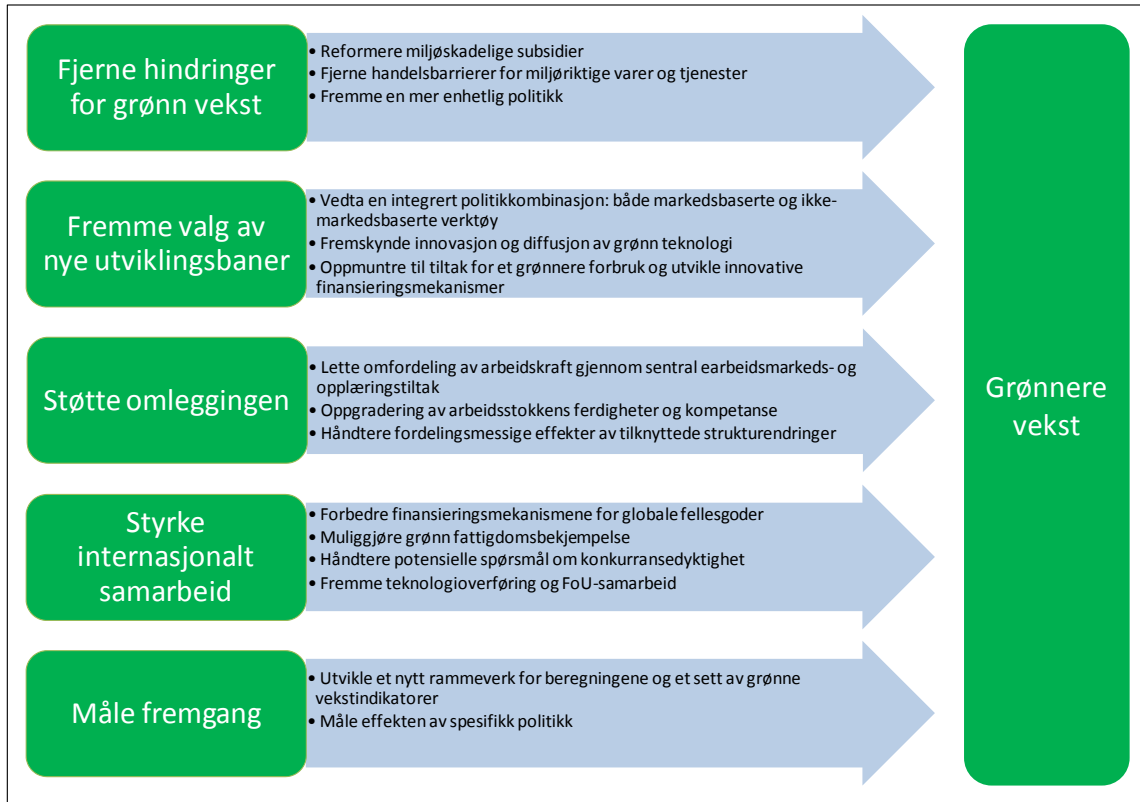 Fjerne hindringer
for grønn vekst
• Reformere miljøskadelige subsidier
• Fjerne handelsbarrierer for miljøriktige varer og tjenester
• Fremme en mer enhetlig politikk
Fremme valg av
nye utviklingsbaner
• Vedta en integrert politikkombinasjon: både markedsbaserte og ikke-
markedsbaserte verktøy
• Fremskynde innovasjon og diffusjon av grønn teknologi
• Oppmuntre til tiltak for et grønnere forbruk og utvikle innovative
finansieringsmekanismer
Støtte omleggingen
• Lette omfordeling av arbeidskraft gjennom sentral earbeidsmarkeds- og
opplæringstiltak
• Oppgradering av arbeidsstokkens ferdigheter og kompetanse
• Håndtere fordelingsmessige effekter av tilknyttede strukturendringer
Styrke
internasjonalt
samarbeid
• Forbedre finansieringsmekanismene for globale fellesgoder
• Muliggjøre grønn fattigdomsbekjempelse
• Håndtere potensielle spørsmål om konkurransedyktighet
• Fremme teknologioverføring og FoU-samarbeid
Måle fremgang
• Utvikle et nytt rammeverk for beregningene og et sett av grønne
vekstindikatorer
• Måle effekten av spesifikk politikk
Grønnere
vekst